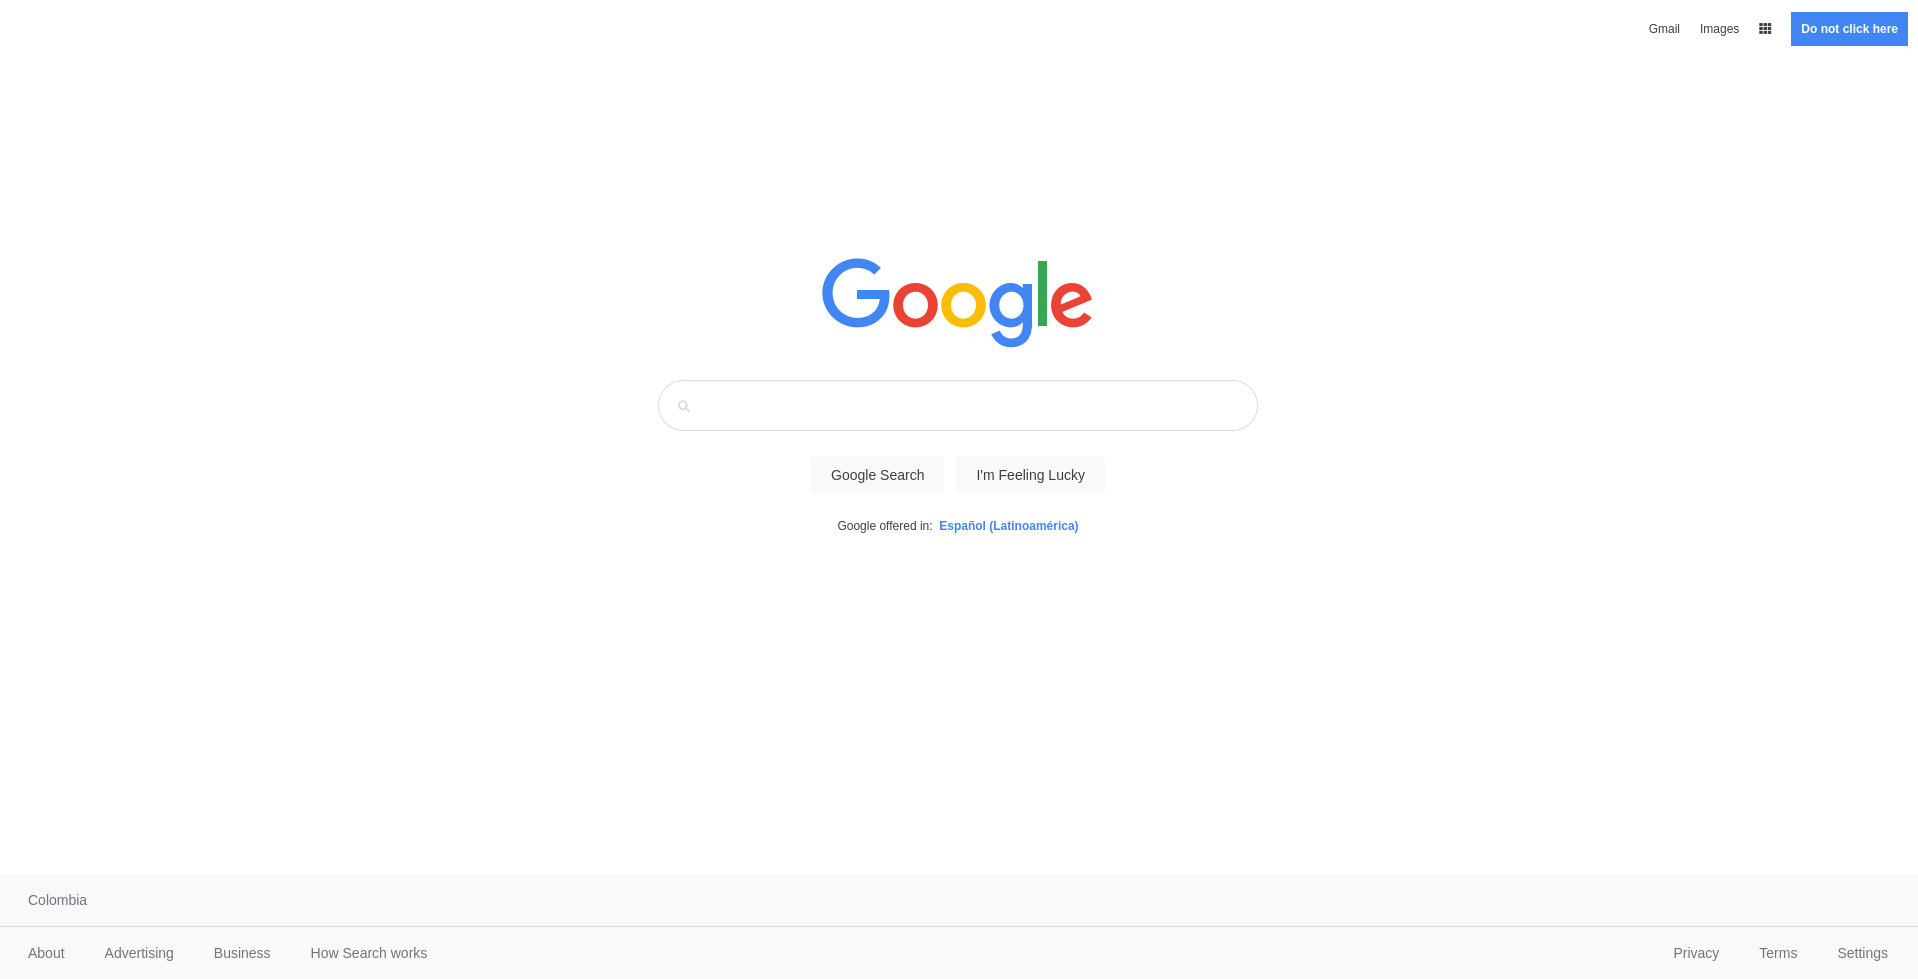 Gmail Images Do not click here
Google
Google Search I'm Feeling Lucky
Google offered in: Español (Latinoamérica)
Colombia
About Advertising Business How Search works Privacy Terms Settings